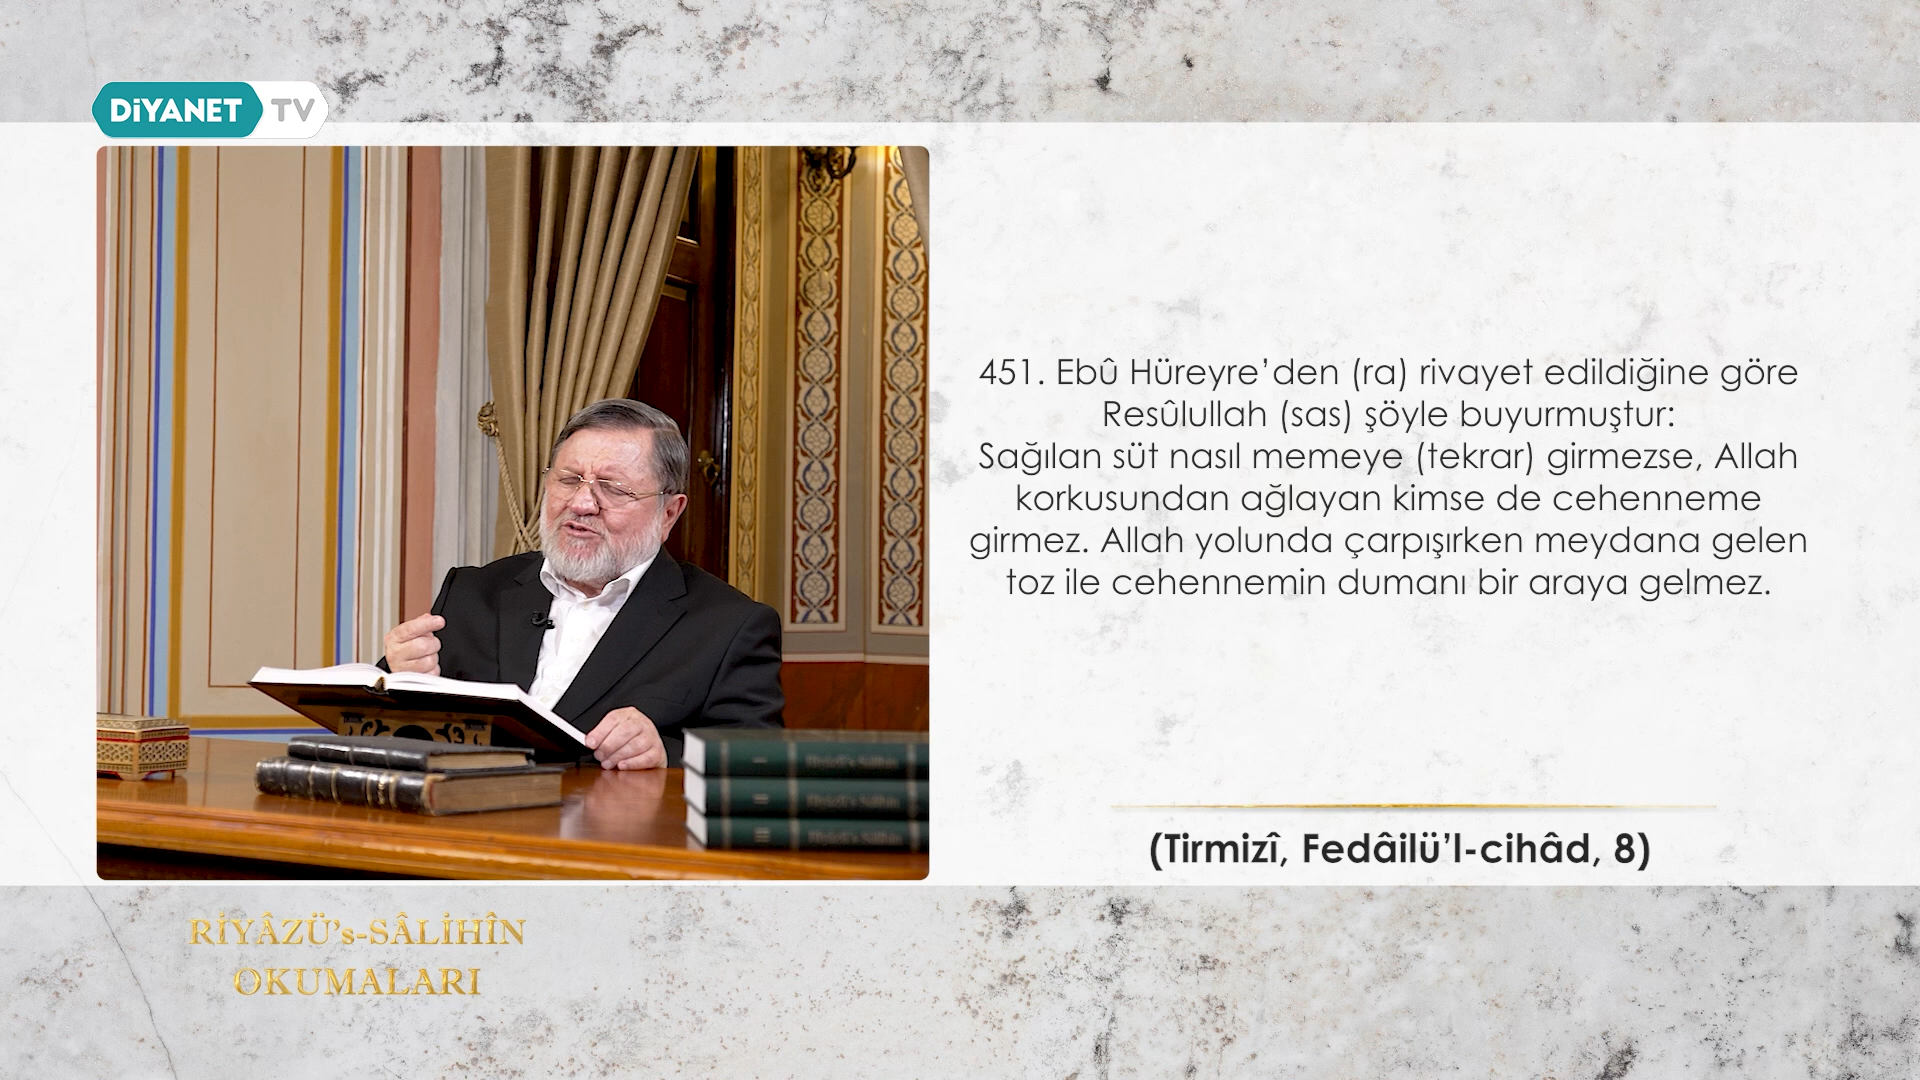 DiYANET TV
451. Ebû Hüreyre’den (ra) rivayet edildiğine göre
Resûlullah (sas) şöyle buyurmuştur:
Sağılan süt nasıl memeye (tekrar) girmezse, Allah
korkusundan ağlayan kimse de cehenneme
girmez. Allah yolunda çarpışırken meydana gelen
toz ile cehennemin dumanı bir araya gelmez.
(Tirmizî, Fedâilü’l-cihâd, 8)
RİYÂZÜ’s-SÂLİHÎN
OKUMALARI